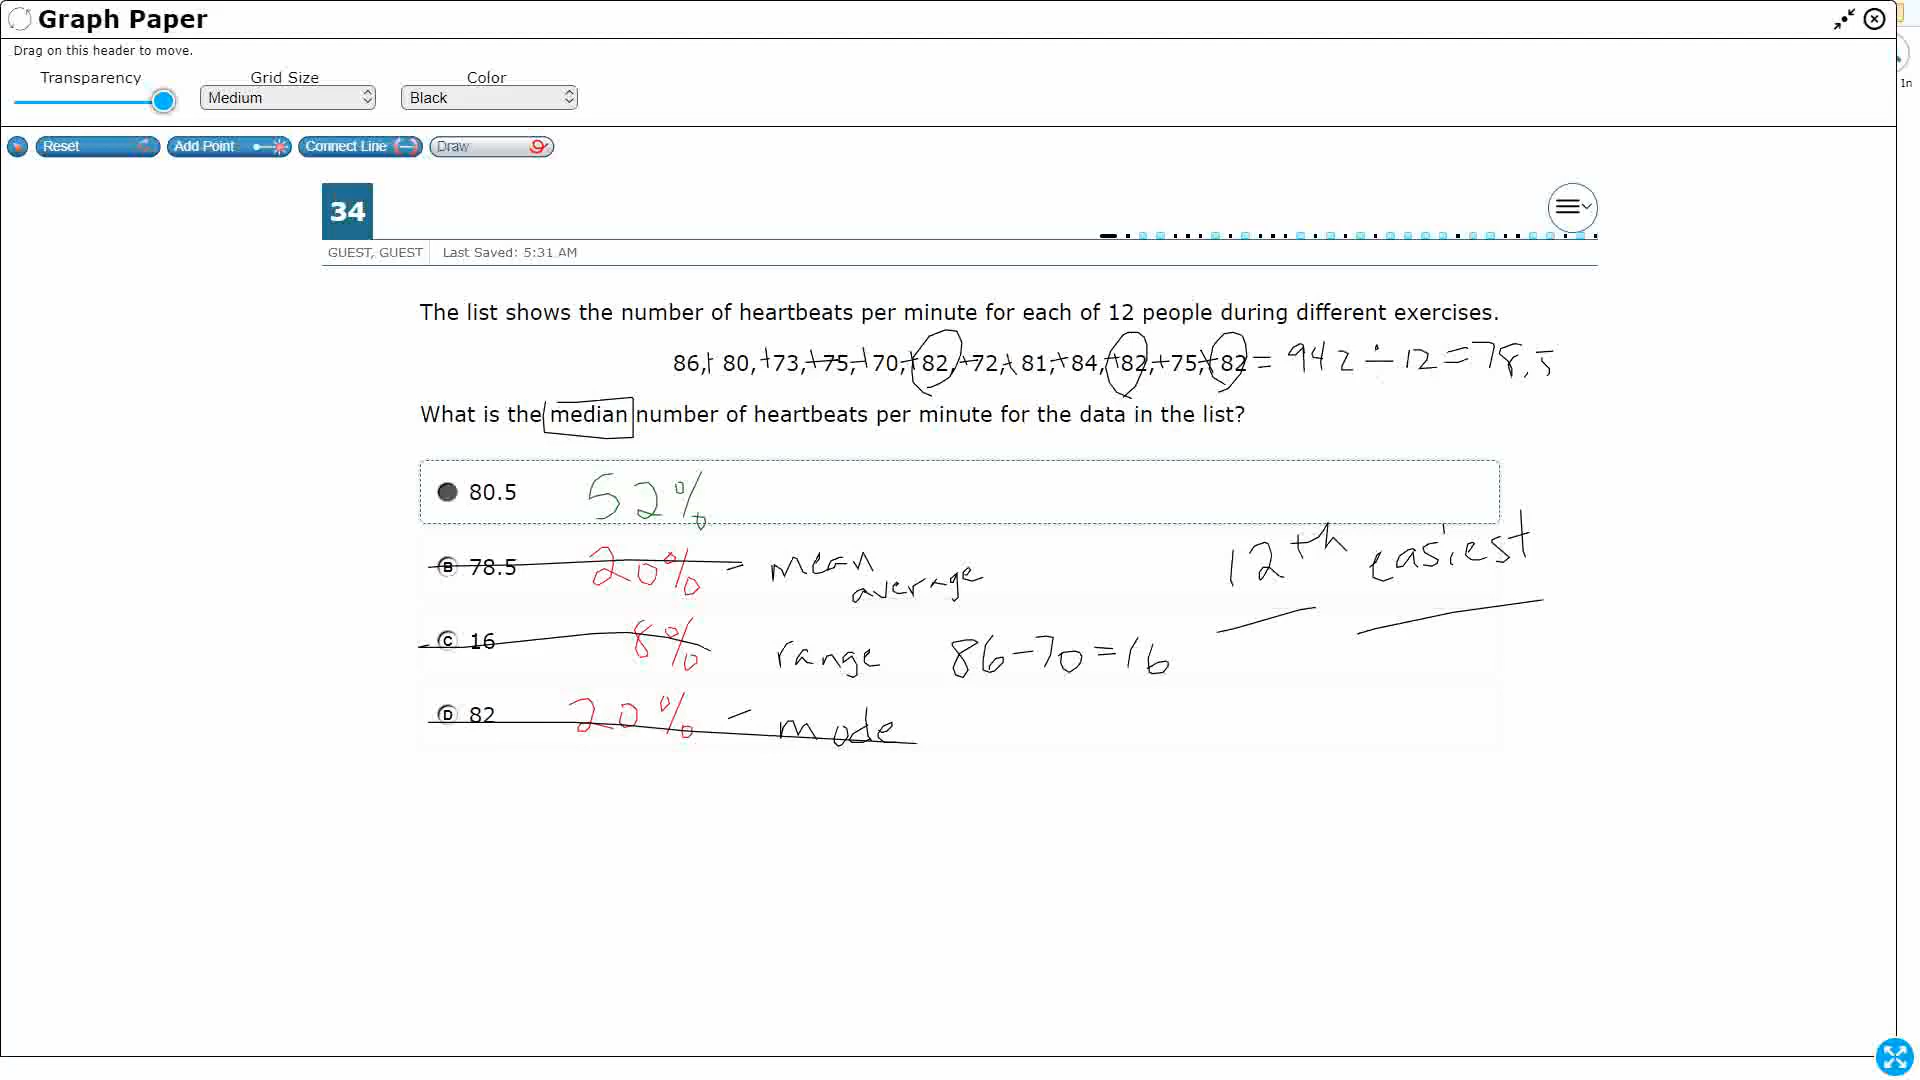 Graph Paper
Drag on this header to move.
Transparency Grid Size Color
Medium Black
Reset Add Point Connect Line Draw
1n
34
GUEST, GUEST Last Saved: 5:31 AM
The list shows the number of heartbeats per minute for each of 12 people during different exercises.
86,+ 80,+73,+75,+70,+82,+72,+81,+84,+82,+75,+82 = 942 ÷ 12 = 78.5
What is the median number of heartbeats per minute for the data in the list?
80.5 52%
B 78.5 20% - mean
average
12th easiest
C 16 8% range 86-70=16
D 82 20% - mode